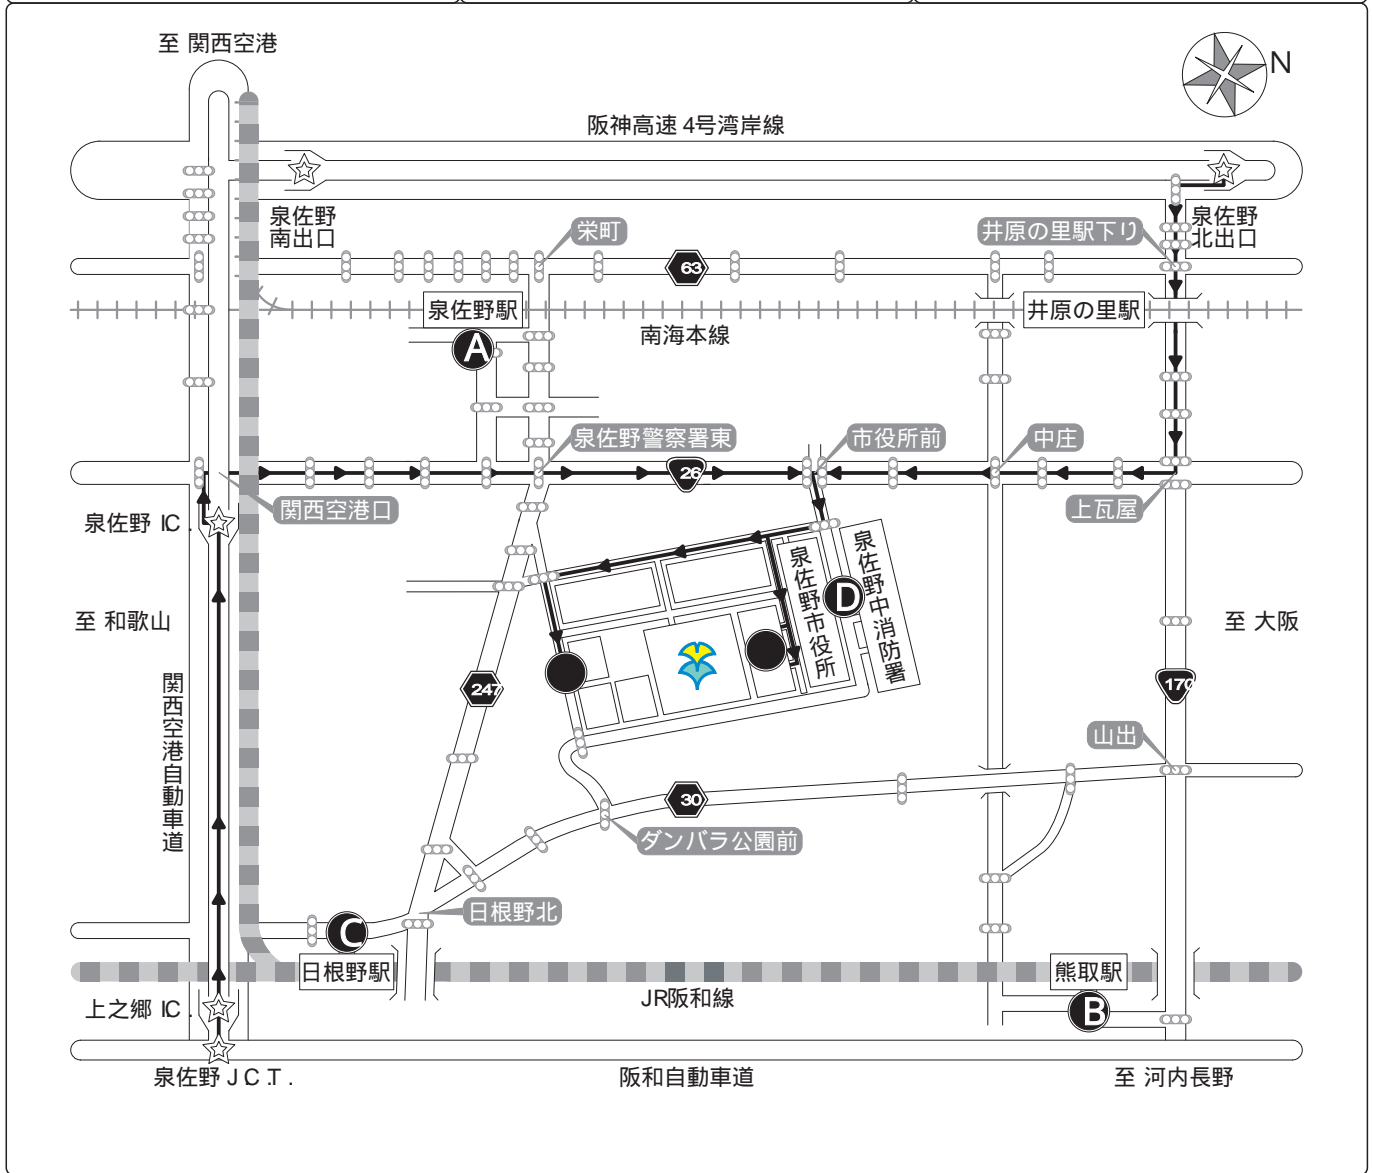 至 関西空港
N
阪神高速 4号湾岸線
泉佐野
南出口
泉佐野
北出口
栄町
井原の里駅下り
63
泉佐野駅
井原の里駅
南海本線
A
泉佐野警察署東
市役所前
中庄
26
関西空港口
上瓦屋
泉佐野 IC.
泉佐野市役所
泉佐野中消防署
D
至 和歌山
至 大阪
関西空港自動車道
247
170
山出
30
ダンバラ公園前
日根野北
C
日根野駅
熊取駅
JR阪和線
上之郷 IC.
B
泉佐野 J.C.T.
阪和自動車道
至 河内長野